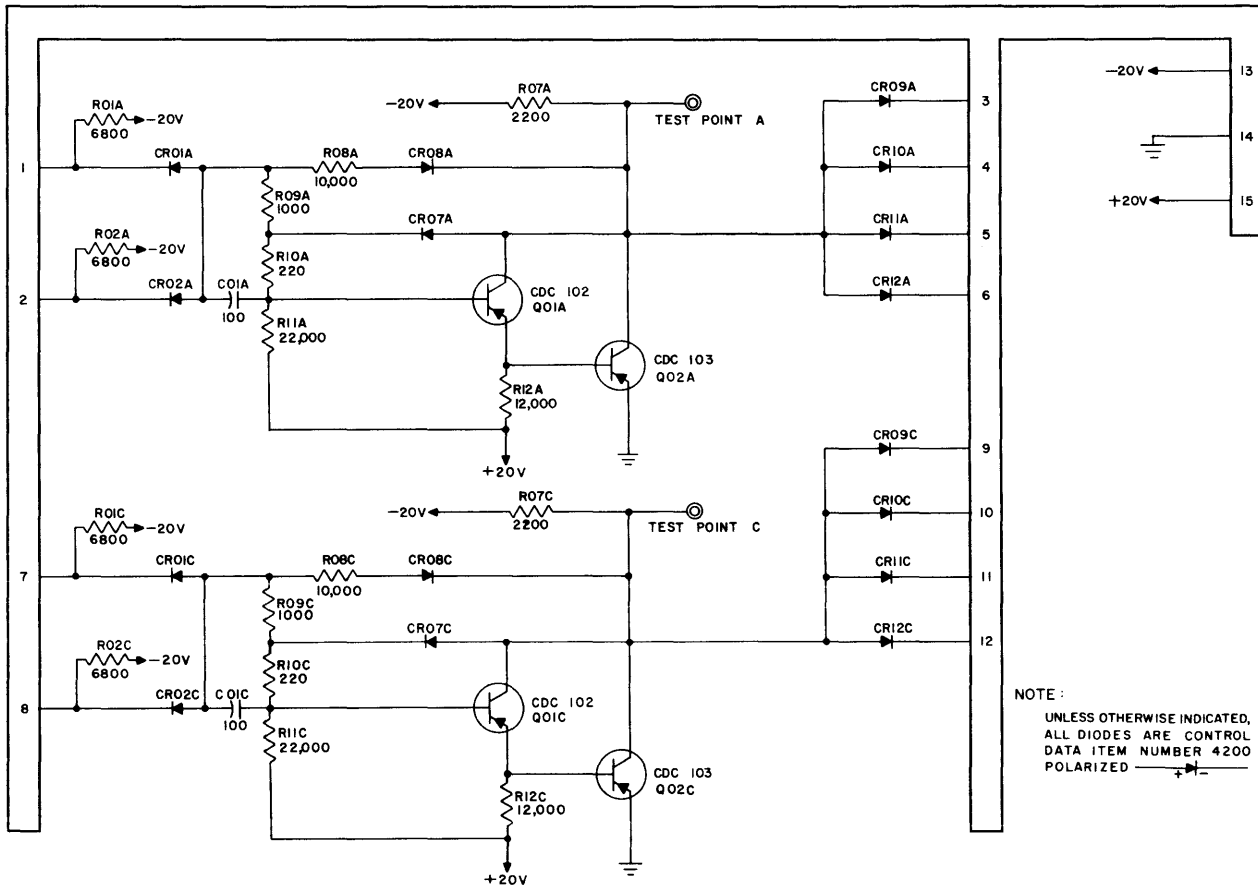 R07A
-20V
2200
TEST POINT A
CR09A
3
-20V
13
R01A
-20V
6800
CR01A
R08A
10,000
CR08A
1
CR10A
4
14
R09A
1000
R02A
-20V
6800
CR07A
CR11A
5
+20V
15
R10A
220
CR02A
C01A
100
2
CDC 102
Q01A
CR12A
6
R11A
22,000
CDC 103
Q02A
R12A
12,000
+20V
CR09C
9
R07C
-20V
2200
TEST POINT C
CR10C
10
R01C
-20V
6800
CR01C
R08C
10,000
CR08C
7
CR11C
11
R09C
1000
R02C
-20V
6800
CR07C
CR12C
12
R10C
220
CR02C
C01C
100
8
CDC 102
Q01C
R11C
22,000
CDC 103
Q02C
R12C
12,000
+20V
NOTE :
UNLESS OTHERWISE INDICATED,
ALL DIODES ARE CONTROL
DATA ITEM NUMBER 4200
POLARIZED + -